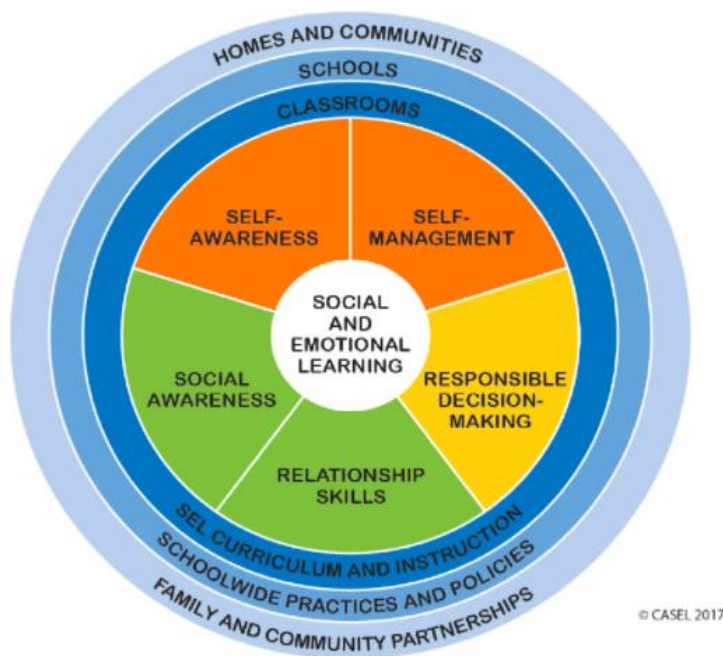 HOMES AND COMMUNITIES
SCHOOLS
CLASSROOMS
SELF-
AWARENESS
SELF-
MANAGEMENT
SOCIAL
AND
EMOTIONAL
LEARNING
SOCIAL
AWARENESS
RESPONSIBLE
DECISION-
MAKING
RELATIONSHIP
SKILLS
SEL CURRICULUM AND INSTRUCTION
SCHOOLWIDE PRACTICES AND POLICIES
FAMILY AND COMMUNITY PARTNERSHIPS
© CASEL 2017